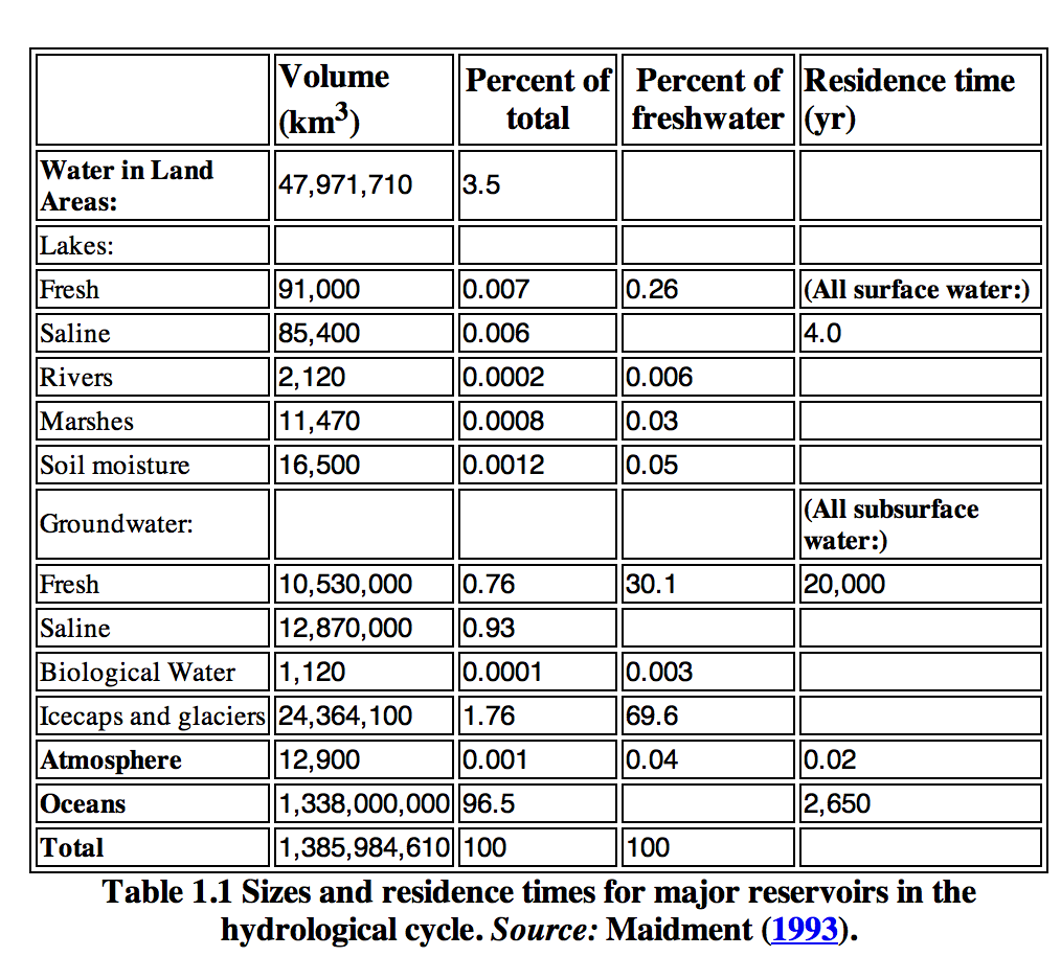 Volume (km³) Percent of total Percent of freshwater Residence time (yr)
Water in Land Areas: 47,971,710 3.5
Lakes:
Fresh 91,000 0.007 0.26 (All surface water:)
Saline 85,400 0.006 4.0
Rivers 2,120 0.0002 0.006
Marshes 11,470 0.0008 0.03
Soil moisture 16,500 0.0012 0.05
Groundwater: (All subsurface water:)
Fresh 10,530,000 0.76 30.1 20,000
Saline 12,870,000 0.93
Biological Water 1,120 0.0001 0.003
Icecaps and glaciers 24,364,100 1.76 69.6
Atmosphere 12,900 0.001 0.04 0.02
Oceans 1,338,000,000 96.5 2,650
Total 1,385,984,610 100 100
Table 1.1 Sizes and residence times for major reservoirs in the
hydrological cycle. Source: Maidment (1993).